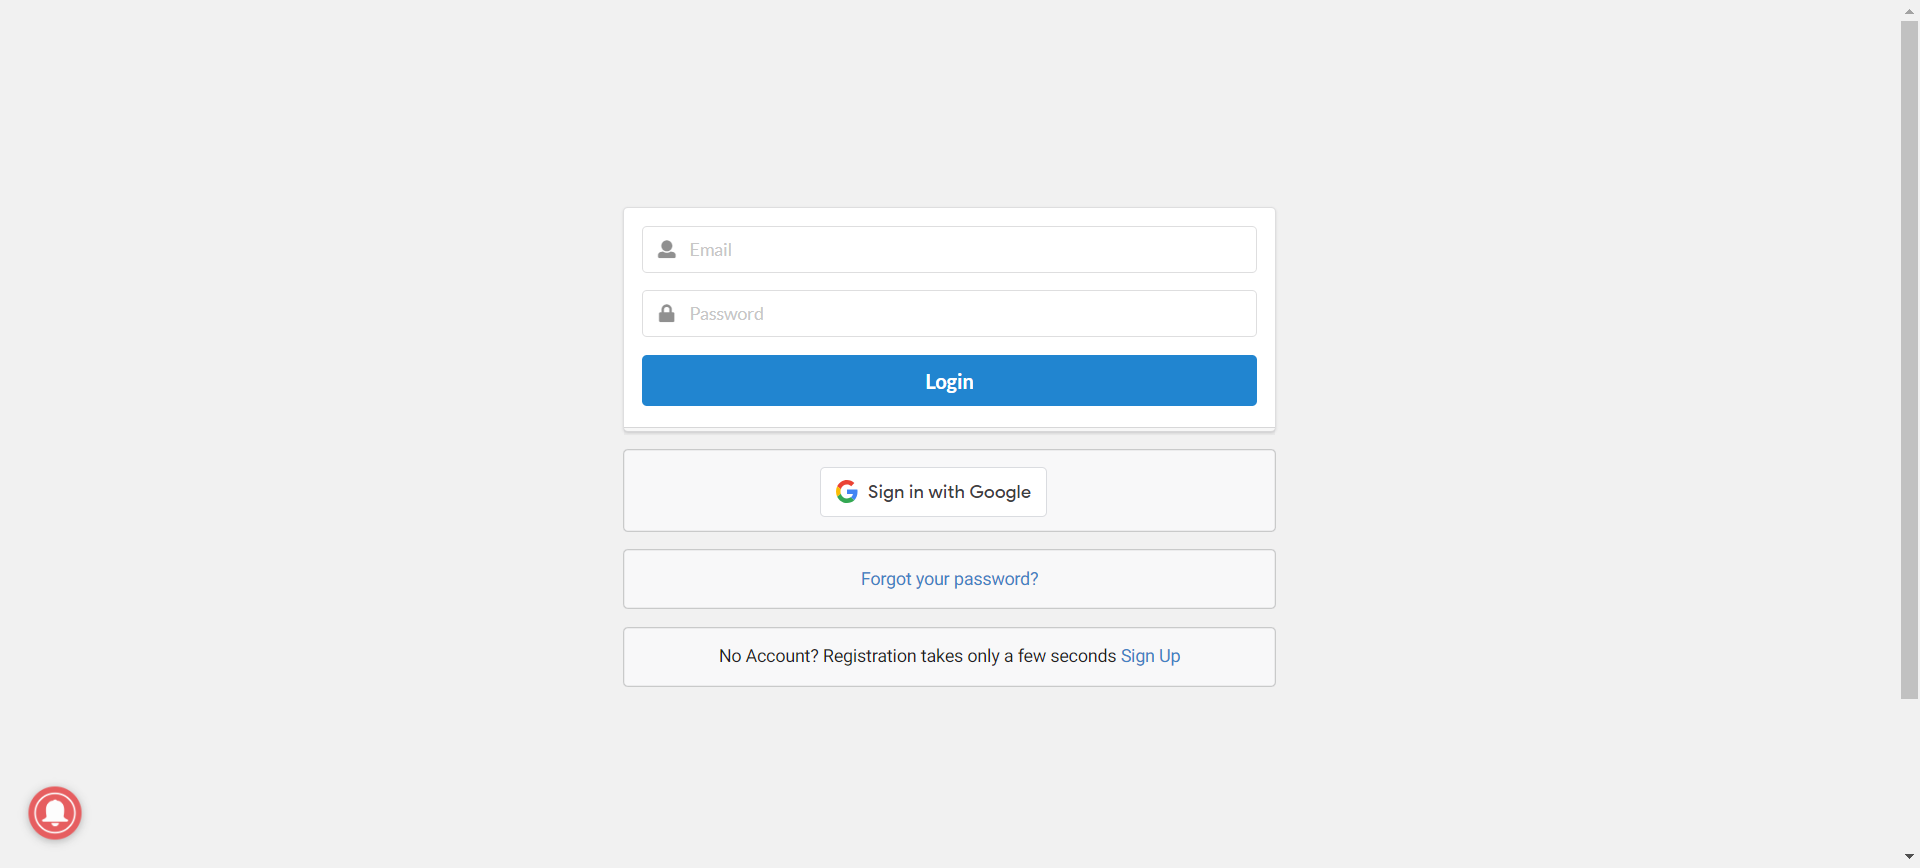 Email
Password
Login
Sign in with Google
Forgot your password?
No Account? Registration takes only a few seconds Sign Up